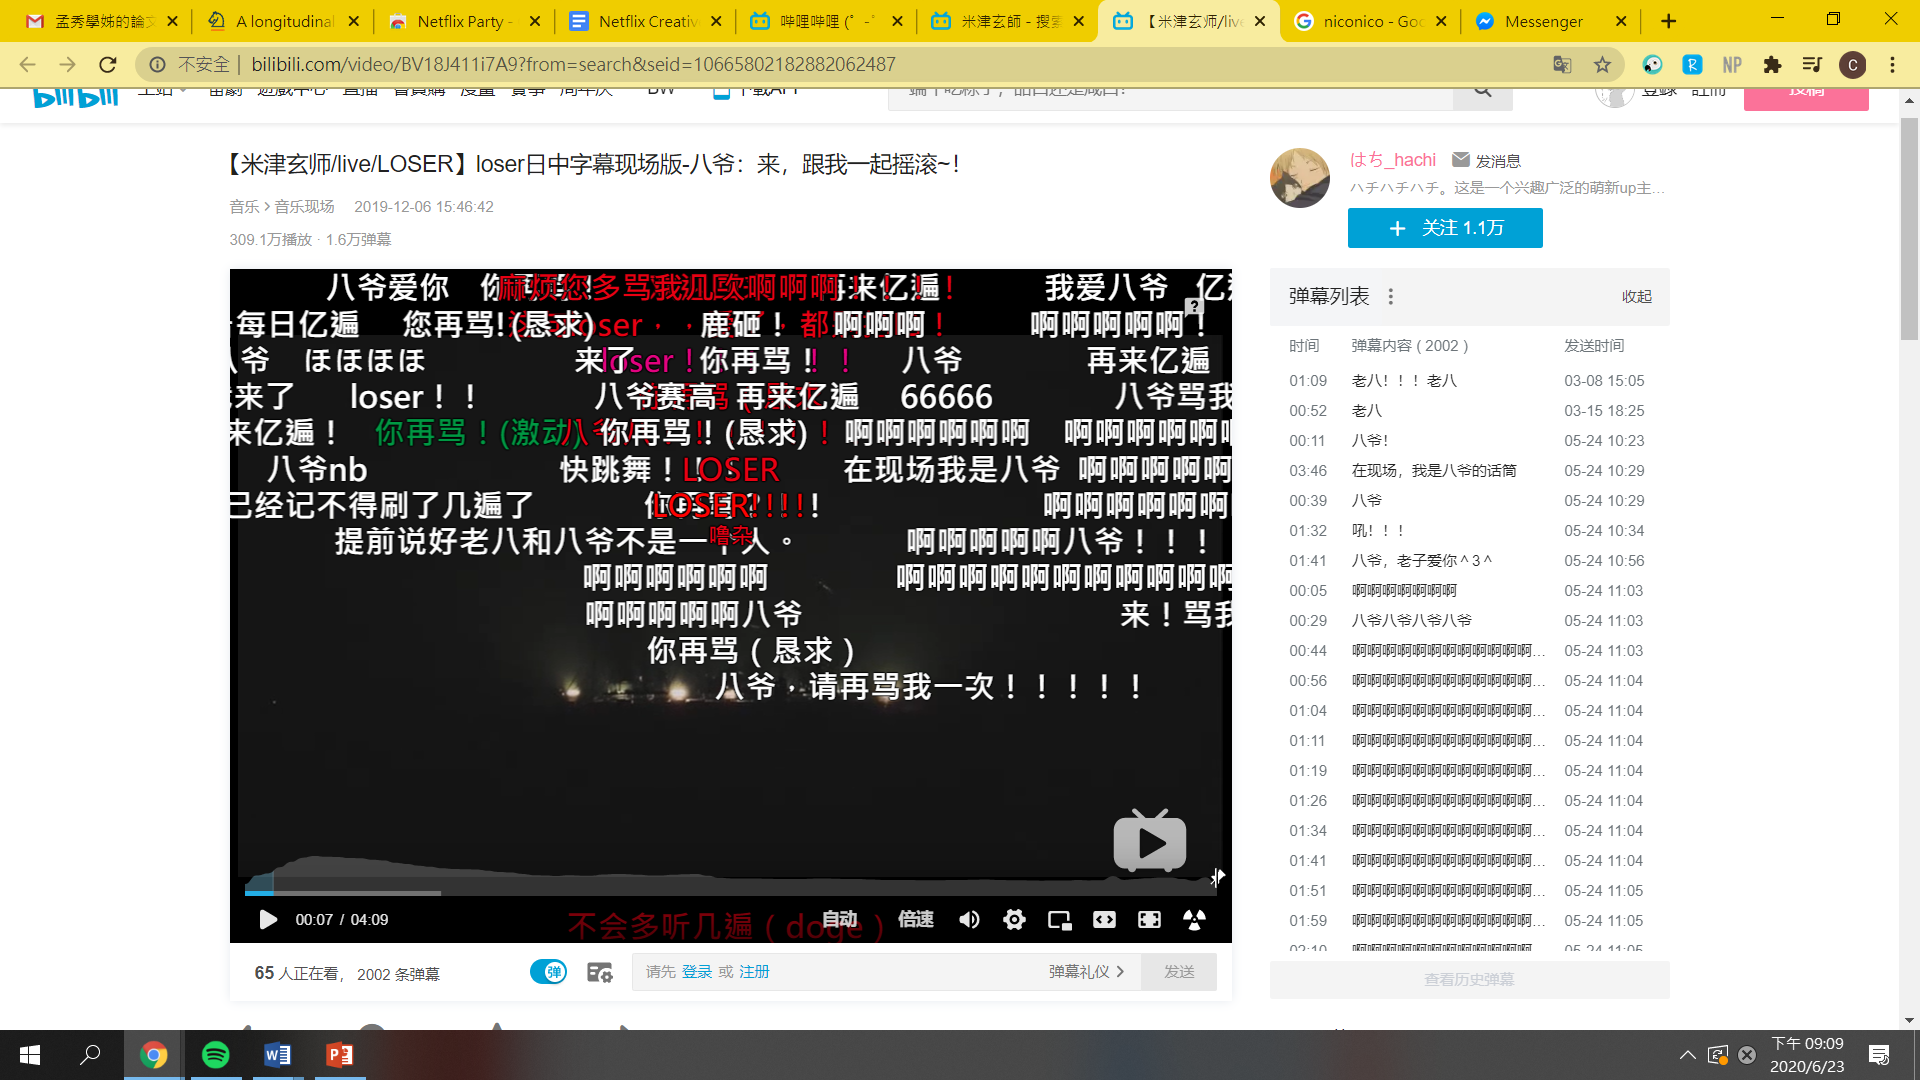 孟秀學姊的論文
A longitudinal
Netflix Party -
Netflix Creativ
哔哩哔哩 (゜-゜
米津玄師 - 搜索
【米津玄师/live
niconico - Goo
Messenger
不安全 | bilibili.com/video/BV18J411i7A9?from=search&seid=10665802182882062487
【米津玄师/live/LOSER】loser日中字幕现场版-八爷：来，跟我一起摇滚~！
音乐 > 音乐现场 2019-12-06 15:46:42
309.1万播放 · 1.6万弹幕
はち_hachi 发消息
ハチハチハチ。这是一个兴趣广泛的萌新up主…
+ 关注 1.1万
八爷爱你 麻烦您多骂我几欧啊啊啊！ 再来亿遍！ 我爱八爷
每日亿遍 您再骂！(恳求) loser 鹿砸！ 啊啊啊！ 啊啊啊啊啊！
八爷 ほほほほ 来了 loser！ 你再骂！！ 八爷 再来亿遍
来了 loser！！ 八爷赛高 再来亿遍 66666 八爷骂我
来亿遍！ 你再骂！(激动) 你再骂！(恳求) ！ 啊啊啊啊啊啊 啊啊啊啊啊
八爷nb 快跳舞！ LOSER 在现场我是八爷 啊啊啊啊啊
已经记不得刷了几遍了 LOSER!!!!! 啊啊啊啊啊啊
提前说好老八和八爷不是一个人。 噜杂 啊啊啊啊啊八爷！！！
啊啊啊啊啊啊 啊啊啊啊啊啊啊啊啊啊啊
啊啊啊啊啊八爷 来！骂我
你再骂（恳求）
八爷，请再骂我一次！！！！！
不会多听几遍（doge）
00:07 / 04:09 自动 倍速
65 人正在看， 2002 条弹幕 弹 请先 登录 或 注册 弹幕礼仪 > 发送
弹幕列表 收起
时间 弹幕内容 ( 2002 ) 发送时间
01:09 老八！！！老八 03-08 15:05
00:52 老八 03-15 18:25
00:11 八爷！ 05-24 10:23
03:46 在现场，我是八爷的话筒 05-24 10:29
00:39 八爷 05-24 10:29
01:32 吼！！！ 05-24 10:34
01:41 八爷，老子爱你＾3＾ 05-24 10:56
00:05 啊啊啊啊啊啊啊 05-24 11:03
00:29 八爷八爷八爷八爷 05-24 11:03
00:44 啊啊啊啊啊啊啊啊啊啊啊啊... 05-24 11:03
00:56 啊啊啊啊啊啊啊啊啊啊啊啊... 05-24 11:04
01:04 啊啊啊啊啊啊啊啊啊啊啊啊... 05-24 11:04
01:11 啊啊啊啊啊啊啊啊啊啊啊啊... 05-24 11:04
01:19 啊啊啊啊啊啊啊啊啊啊啊啊... 05-24 11:04
01:26 啊啊啊啊啊啊啊啊啊啊啊啊... 05-24 11:04
01:34 啊啊啊啊啊啊啊啊啊啊啊啊... 05-24 11:04
01:41 啊啊啊啊啊啊啊啊啊啊啊啊... 05-24 11:04
01:51 啊啊啊啊啊啊啊啊啊啊啊啊... 05-24 11:05
01:59 啊啊啊啊啊啊啊啊啊啊啊啊... 05-24 11:05
02:10 啊啊啊啊啊啊啊啊啊啊啊啊... 05-24 11:05
查看历史弹幕
下午 09:09
2020/6/23